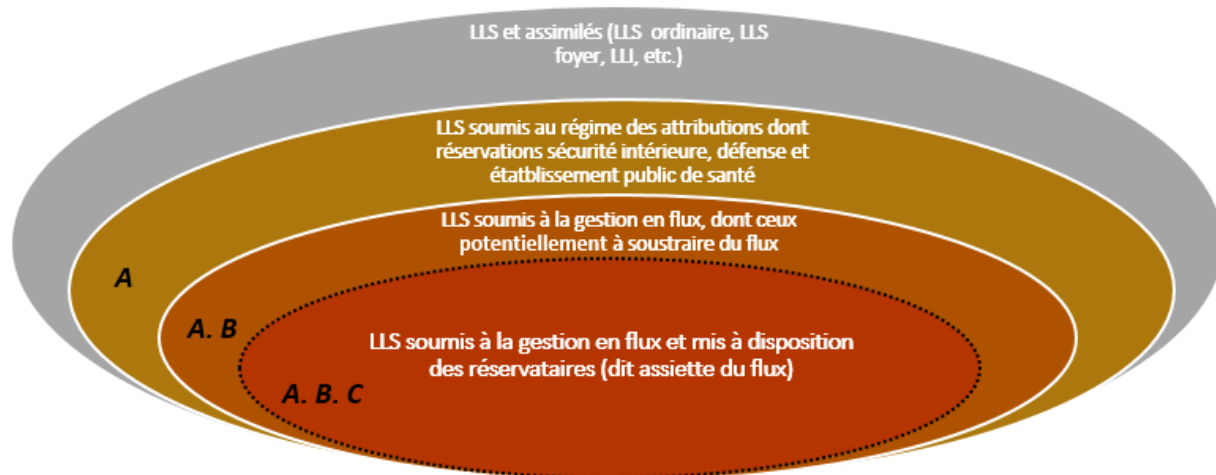 LLS et assimilés (LLS ordinaire, LLS
foyer, LLI, etc.)
LLS soumis au régime des attributions dont
réservations sécurité intérieure, défense et
étatblissement public de santé
LLS soumis à la gestion en flux, dont ceux
potentiellement à soustraire du flux
A
A. B
LLS soumis à la gestion en flux et mis à disposition
des réservataires (dit assiette du flux)
A. B. C